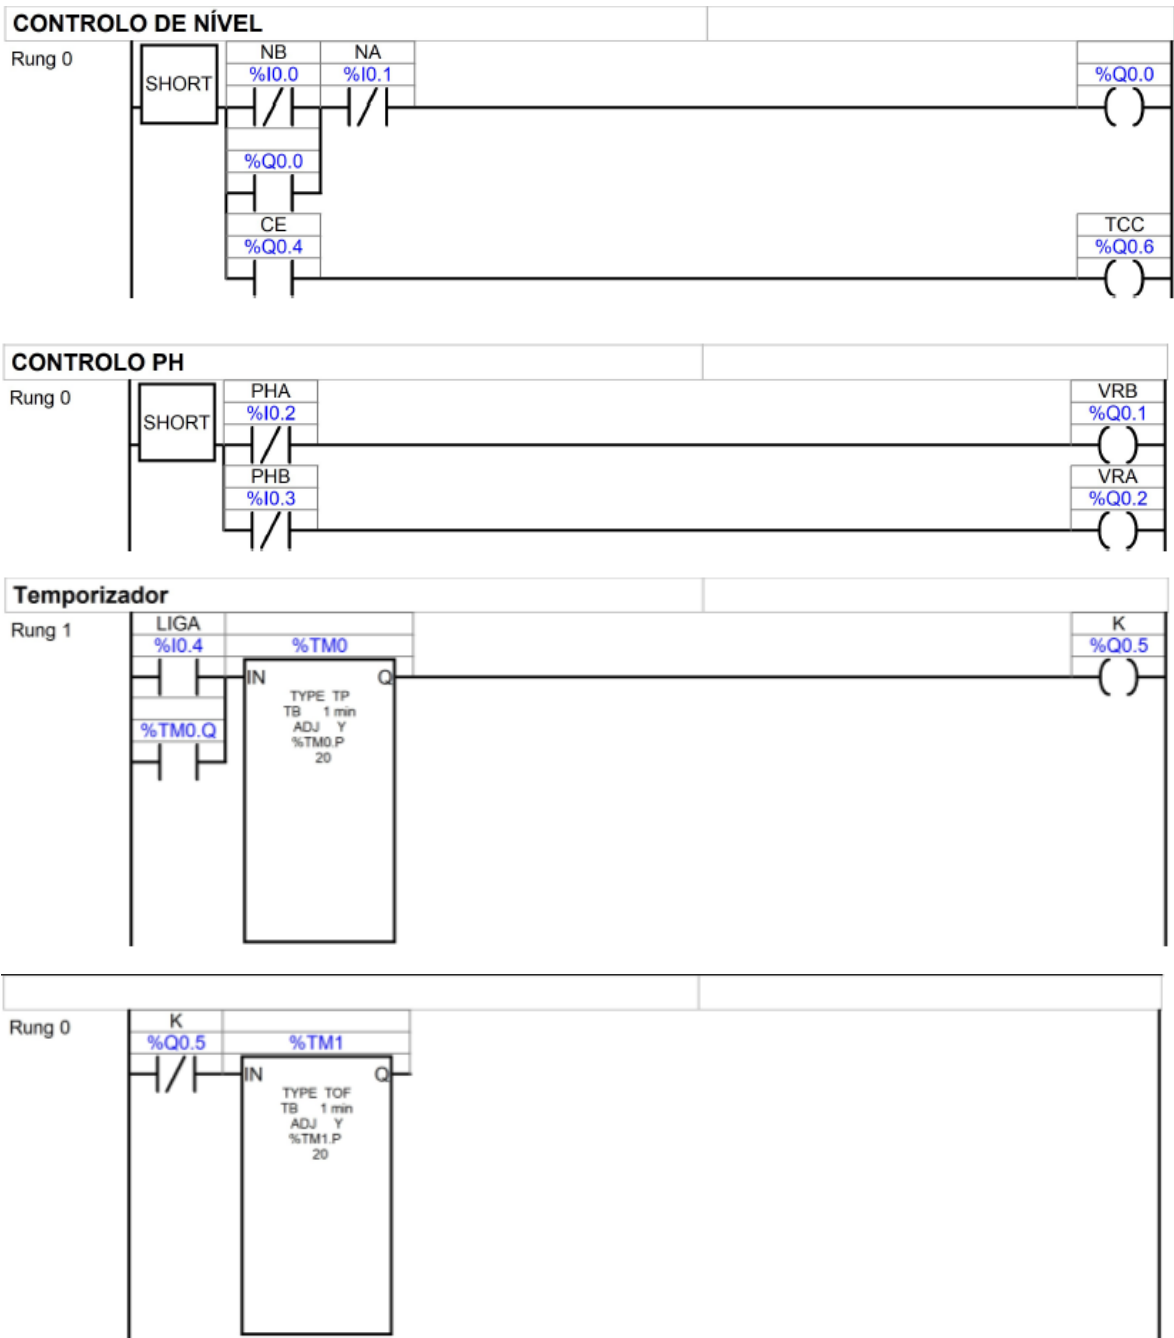 CONTROLO DE NÍVEL
Rung 0
SHORT
NB
NA
%I0.0
%I0.1
%Q0.0
%Q0.0
CE
TCC
%Q0.4
%Q0.6
CONTROLO PH
Rung 0
SHORT
PHA
VRB
%I0.2
%Q0.1
PHB
VRA
%I0.3
%Q0.2
Temporizador
Rung 1
LIGA
K
%I0.4
%TM0
%Q0.5
IN Q
TYPE TP
TB 1 min
ADJ Y
%TM0.P
20
%TM0.Q
Rung 0
K
%Q0.5
%TM1
IN Q
TYPE TOF
TB 1 min
ADJ Y
%TM1.P
20